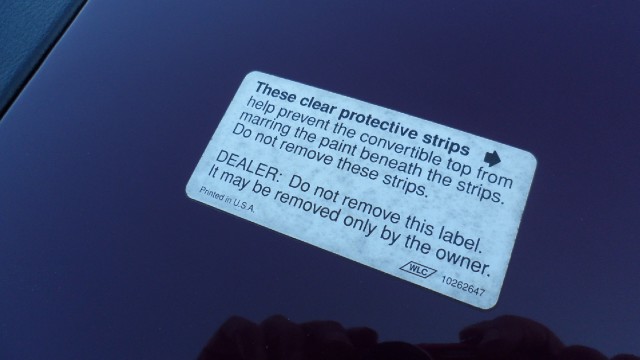 These clear protective strips
help prevent the convertible top from
marring the paint beneath the strips.
Do not remove these strips.
DEALER: Do not remove this label.
It may be removed only by the owner.
Printed in U.S.A.
WLC 10262647